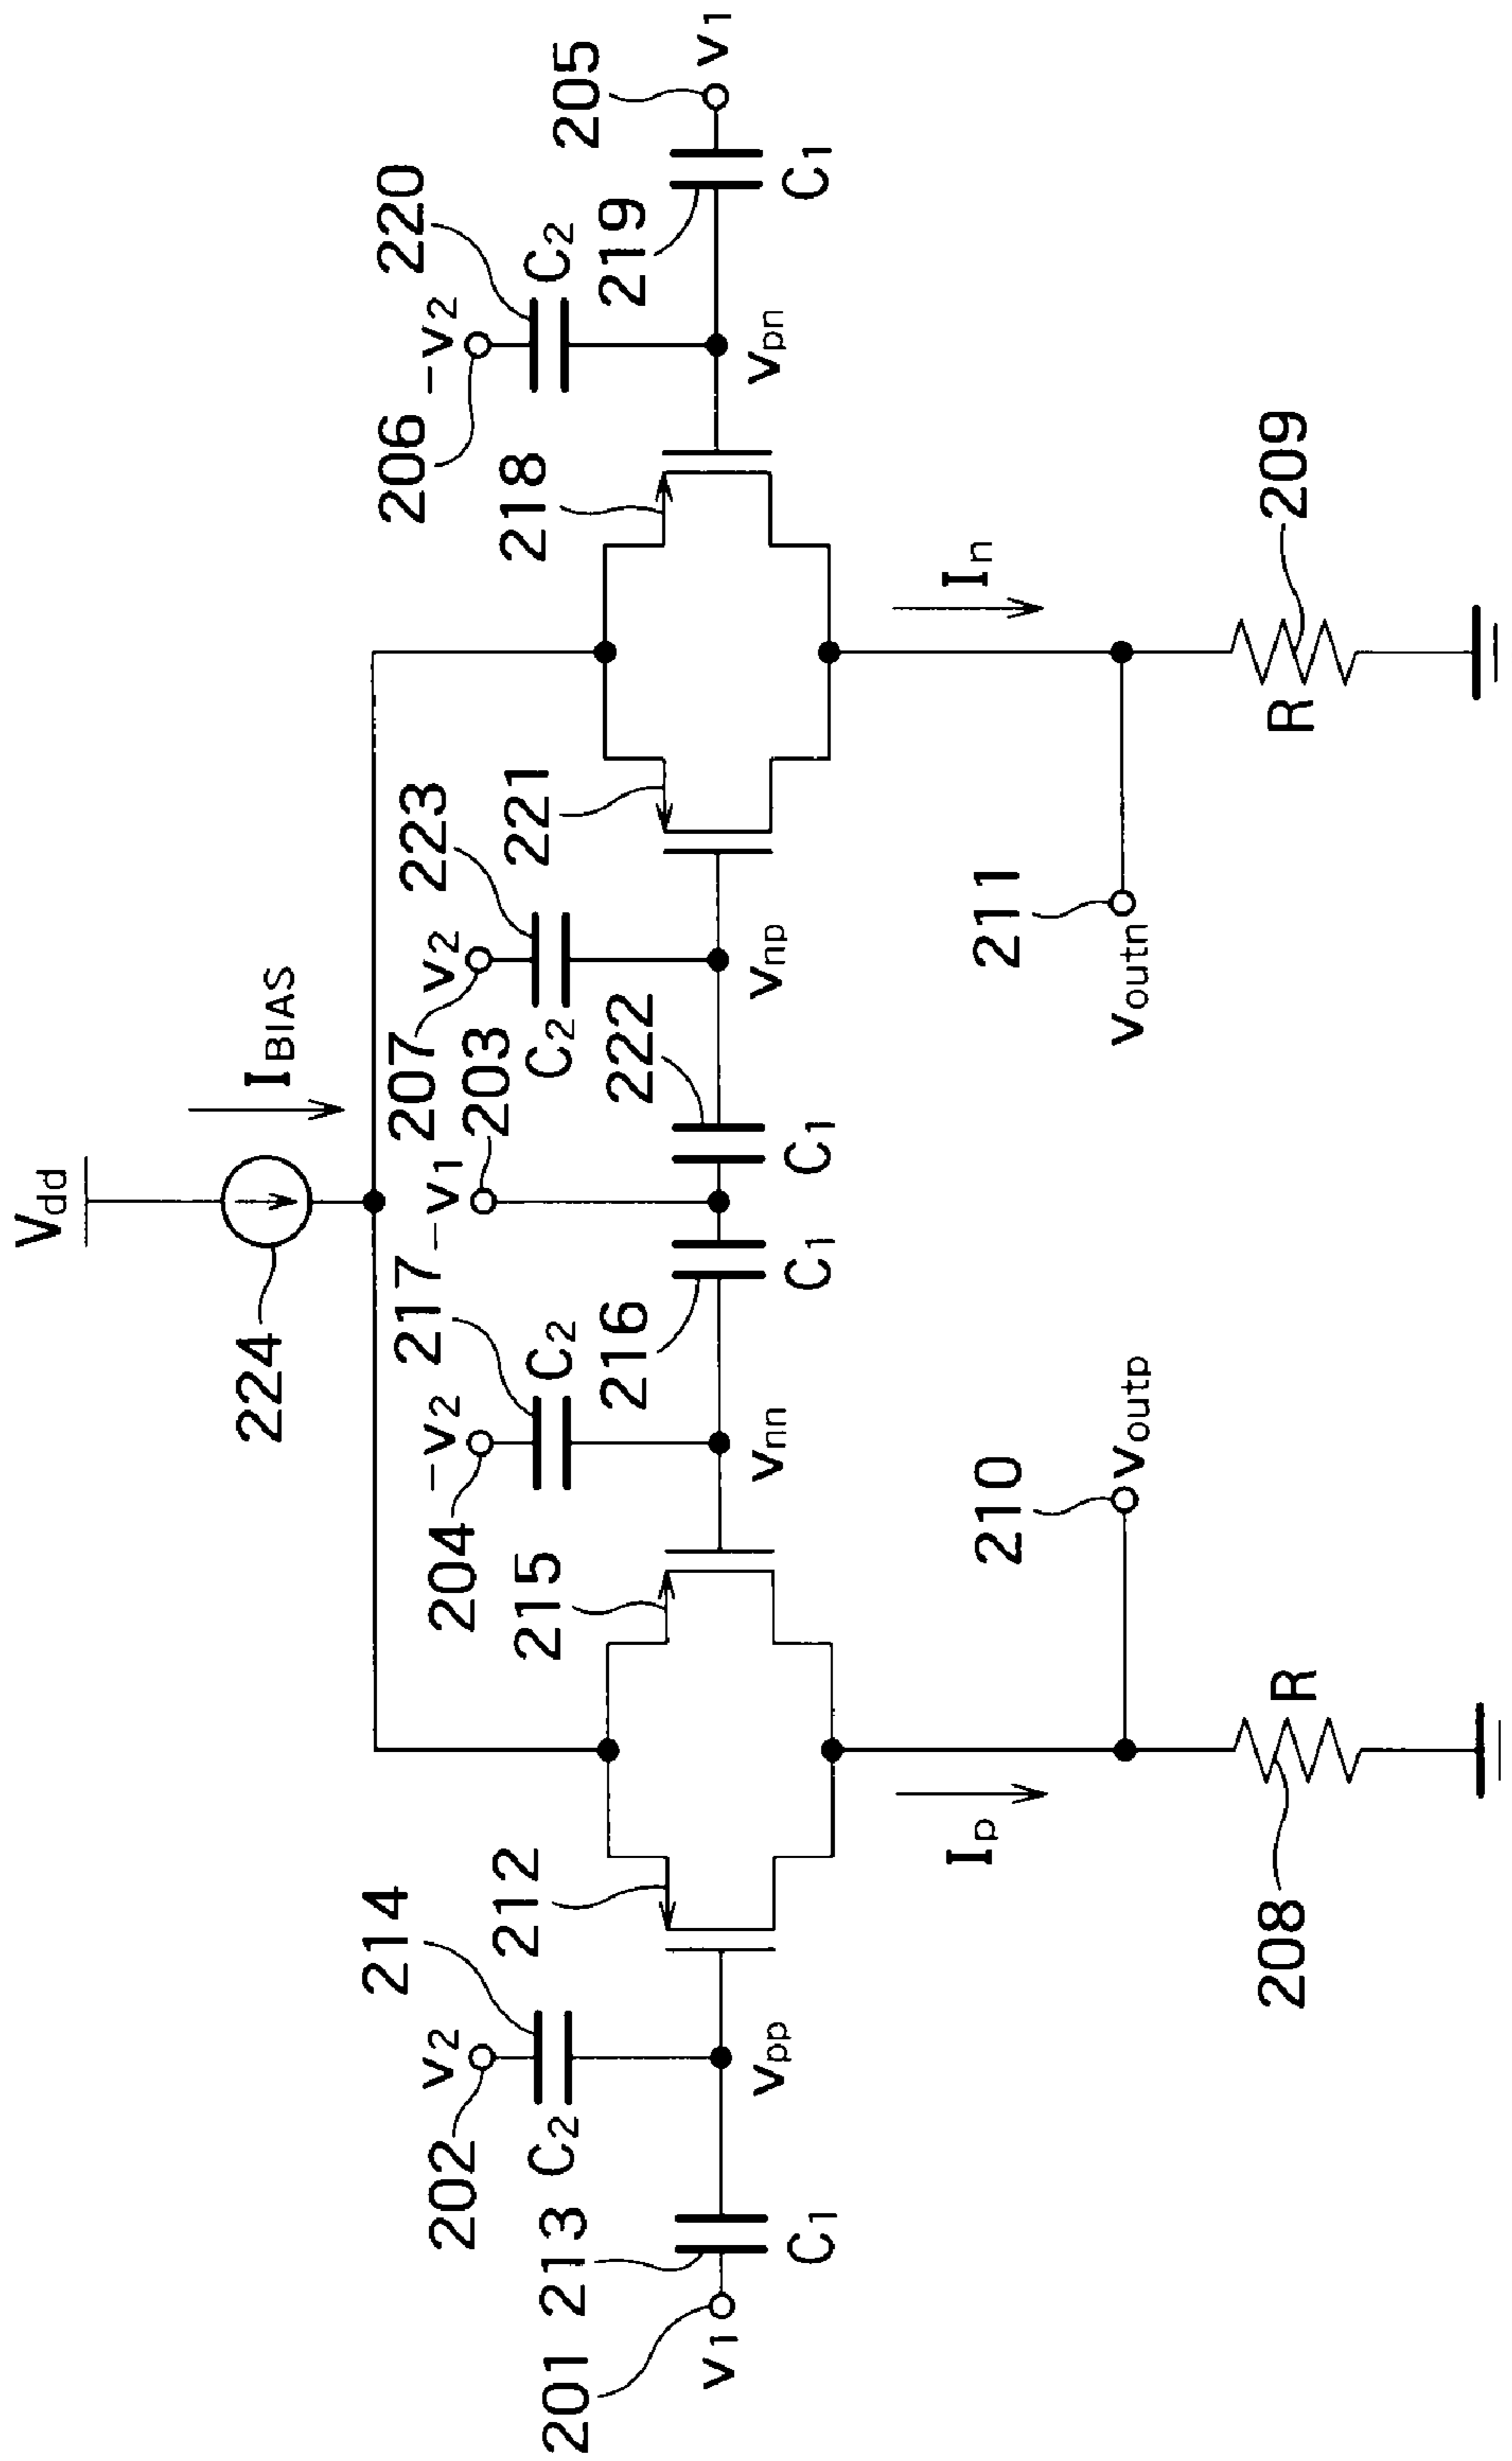 Vdd
224
IBIAS
214
v2
202
C2
213
C1
201
v1
vpp
212
217
-v2
204
C2
215
216
C1
vnn
-v1
203
207
v2
223
C2
222
C1
vnp
221
218
206
-v2
220
C2
219
C1
205
v1
vpn
Ip
In
210
voutp
211
voutn
208
R
R
209